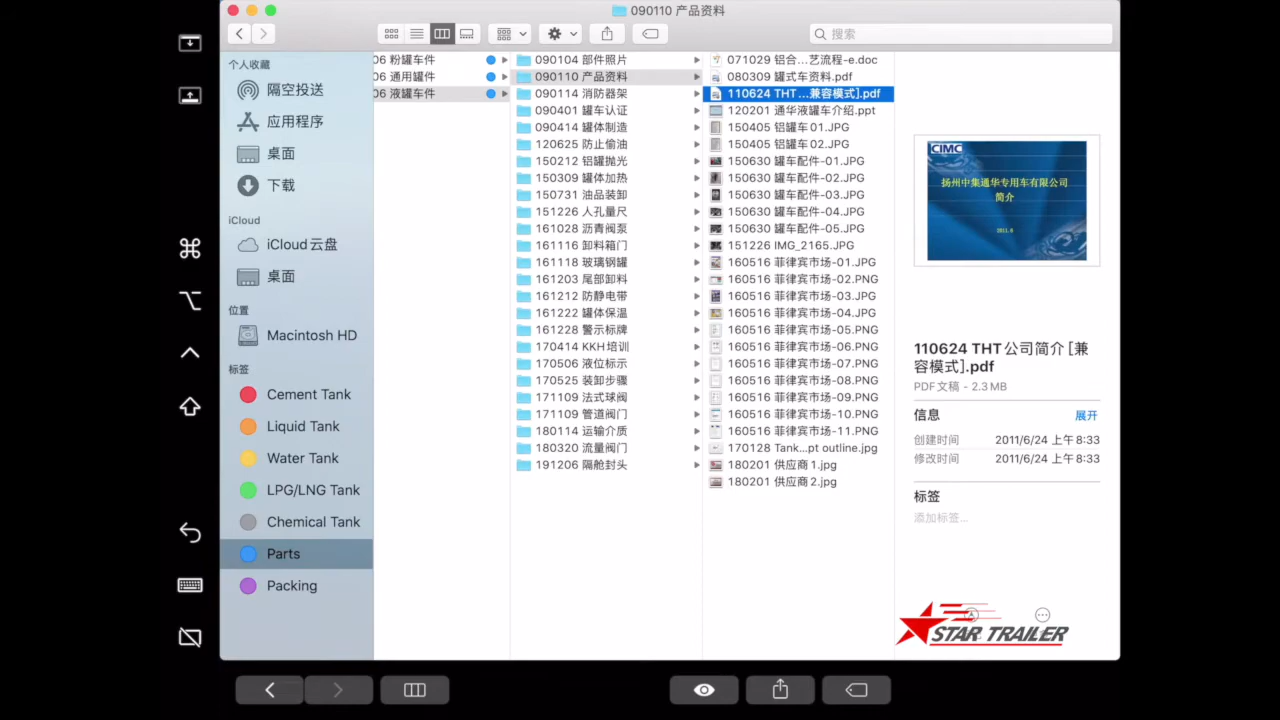 090110 产品资料
搜索
个人收藏
隔空投送
应用程序
桌面
下载
iCloud
iCloud 云盘
桌面
位置
Macintosh HD
标签
Cement Tank
Liquid Tank
Water Tank
LPG/LNG Tank
Chemical Tank
Parts
Packing
06 粉罐车件
06 通用罐件
06 液罐车件
090104 部件照片
090110 产品资料
090114 消防器架
090401 罐车认证
090414 罐体制造
120625 防止偷油
150212 铝罐抛光
150309 罐体加热
150731 油品装卸
151226 人孔量尺
161028 沥青阀泵
161116 卸料箱门
161118 玻璃钢罐
161203 尾部卸料
161212 防静电带
161222 罐体保温
161228 警示标牌
170414 KKH培训
170506 液位标示
170525 装卸步骤
171109 法式球阀
171109 管道阀门
180114 运输介质
180320 流量阀门
191206 隔舱封头
071029 铝合...艺流程-e.doc
080309 罐式车资料.pdf
110624 THT...兼容模式].pdf
120201 通华液罐车介绍.ppt
150405 铝罐车01.JPG
150405 铝罐车02.JPG
150630 罐车配件-01.JPG
150630 罐车配件-02.JPG
150630 罐车配件-03.JPG
150630 罐车配件-04.JPG
150630 罐车配件-05.JPG
151226 IMG_2165.JPG
160516 菲律宾市场-01.JPG
160516 菲律宾市场-02.PNG
160516 菲律宾市场-03.JPG
160516 菲律宾市场-04.JPG
160516 菲律宾市场-05.PNG
160516 菲律宾市场-06.PNG
160516 菲律宾市场-07.PNG
160516 菲律宾市场-08.PNG
160516 菲律宾市场-09.PNG
160516 菲律宾市场-10.PNG
160516 菲律宾市场-11.PNG
170128 Tank...pt outline.jpg
180201 供应商1.jpg
180201 供应商2.jpg
CIMC
扬州中集通华专用车有限公司
简介
2011.6
110624 THT公司简介[兼
容模式].pdf
PDF文稿 - 2.3 MB
信息 展开
创建时间 2011/6/24 上午8:33
修改时间 2011/6/24 上午8:33
标签
添加标签...
STAR TRAILER